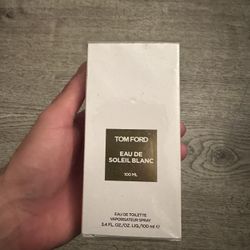 TOM FORD
EAU DE
SOLEIL BLANC
100 ML
EAU DE TOILETTE
VAPORISATEUR SPRAY
3.4 FL. OZ./OZ. LIQ./100 ml ℮